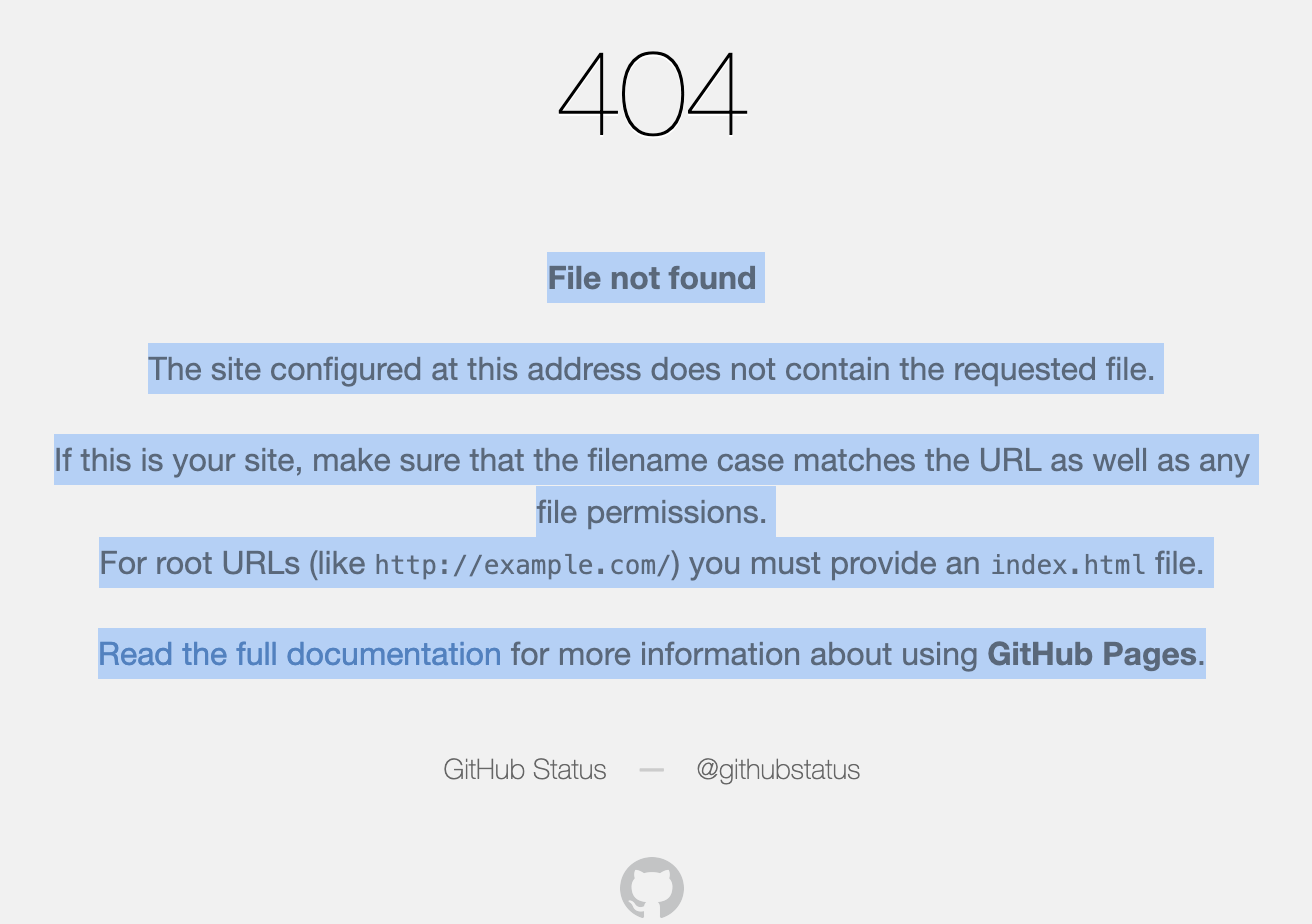 404
File not found
The site configured at this address does not contain the requested file.
If this is your site, make sure that the filename case matches the URL as well as any
file permissions.
For root URLs (like http://example.com/) you must provide an index.html file.
Read the full documentation for more information about using GitHub Pages.
GitHub Status — @githubstatus